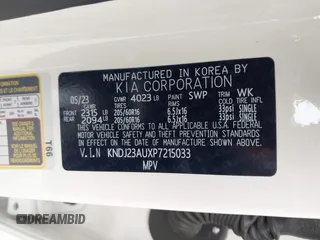 MANUFACTURED IN KOREA BY
KIA CORPORATION
05/23 GVWR 4023 LB PAINT SWP TRIM WK
FRONT 2315 LB 205/60R16 6.5Jx16 33psi SINGLE
REAR 2094 LB 205/60R16 6.5Jx16 33psi SINGLE
THIS VEHICLE CONFORMS TO ALL APPLICABLE U.S. FEDERAL
MOTOR VEHICLE SAFETY AND THEFT PREVENTION
STANDARDS IN EFFECT ON THE DATE OF MANUFACTURE
SHOWN ABOVE.
V.I.N KNDJ23AUXP7215033
MPV
T66
DREAMBID